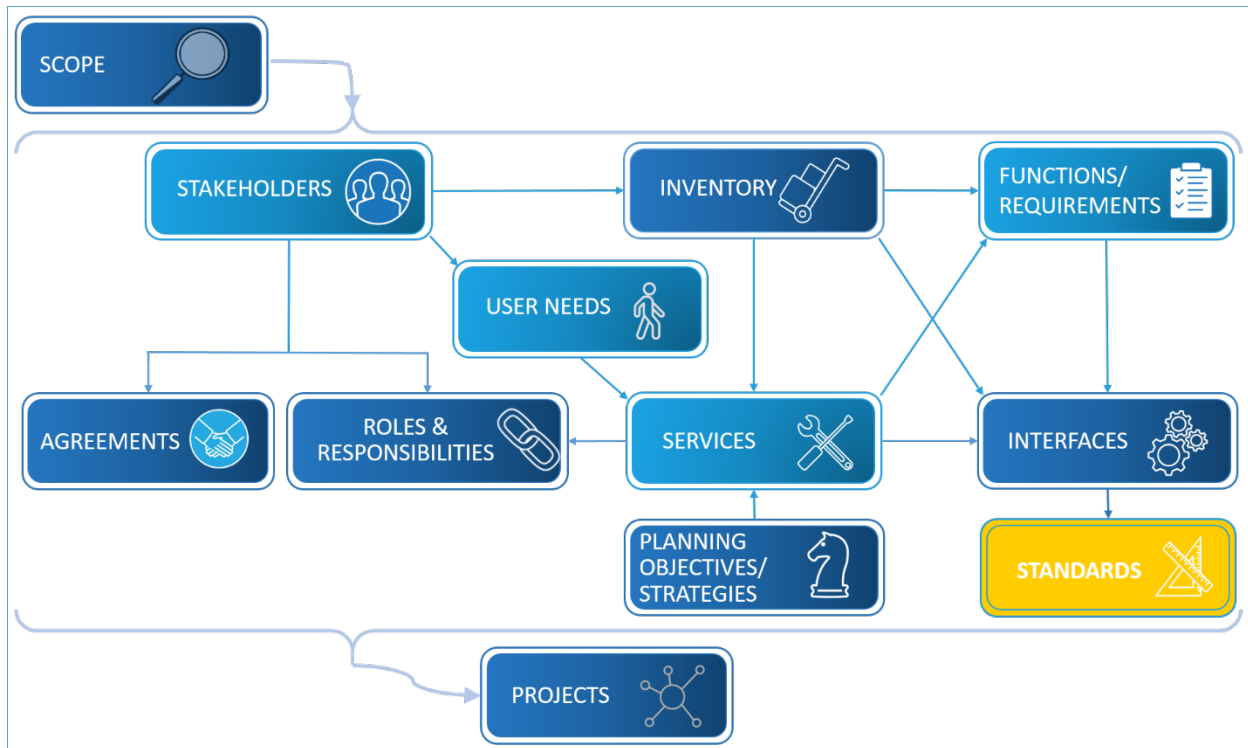 SCOPE
STAKEHOLDERS
INVENTORY
FUNCTIONS/
REQUIREMENTS
USER NEEDS
AGREEMENTS
ROLES &
RESPONSIBILITIES
SERVICES
INTERFACES
PLANNING
OBJECTIVES/
STRATEGIES
STANDARDS
PROJECTS